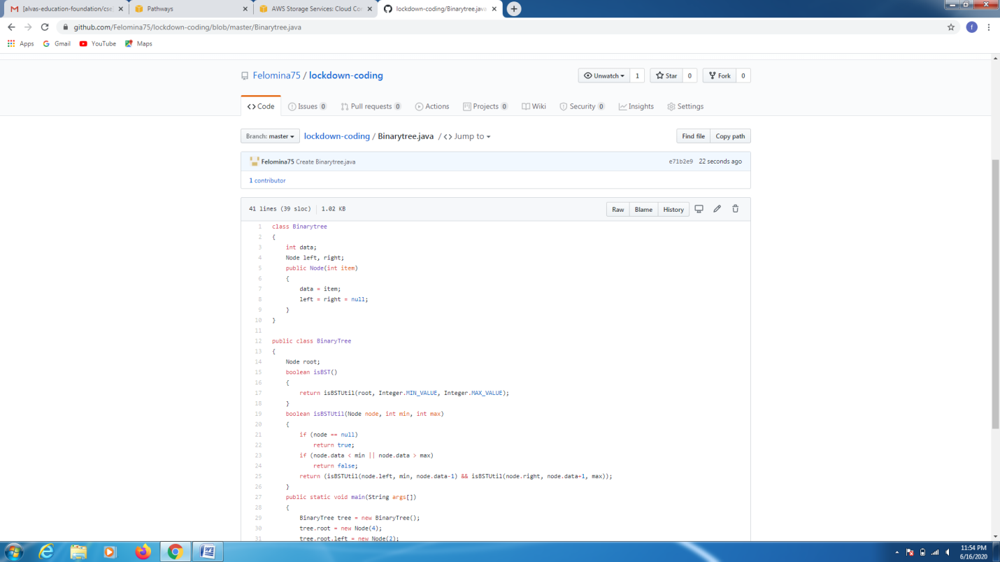 [alvas-education-foundation/cse
Pathways
AWS Storage Services: Cloud Co
lockdown-coding/Binarytree.java
github.com/Felomina75/lockdown-coding/blob/master/Binarytree.java
f
Apps Gmail YouTube Maps
Felomina75 / lockdown-coding
Unwatch 1 Star 0 Fork 0
Code Issues 0 Pull requests 0 Actions Projects 0 Wiki Security 0 Insights Settings
Branch: master lockdown-coding / Binarytree.java / <> Jump to
Find file Copy path
Felomina75 Create Binarytree.java e71b2e9 22 seconds ago
1 contributor
41 lines (39 sloc) 1.02 KB Raw Blame History
1 class Binarytree
2 {
3 int data;
4 Node left, right;
5 public Node(int item)
6 {
7 data = item;
8 left = right = null;
9 }
10 }
11
12 public class BinaryTree
13 {
14 Node root;
15 boolean isBST()
16 {
17 return isBSTUtil(root, Integer.MIN_VALUE, Integer.MAX_VALUE);
18 }
19 boolean isBSTUtil(Node node, int min, int max)
20 {
21 if (node == null)
22 return true;
23 if (node.data < min || node.data > max)
24 return false;
25 return (isBSTUtil(node.left, min, node.data-1) && isBSTUtil(node.right, node.data+1, max));
26 }
27 public static void main(String args[])
28 {
29 BinaryTree tree = new BinaryTree();
30 tree.root = new Node(4);
31 tree.root.left = new Node(2);
11:54 PM
6/16/2020